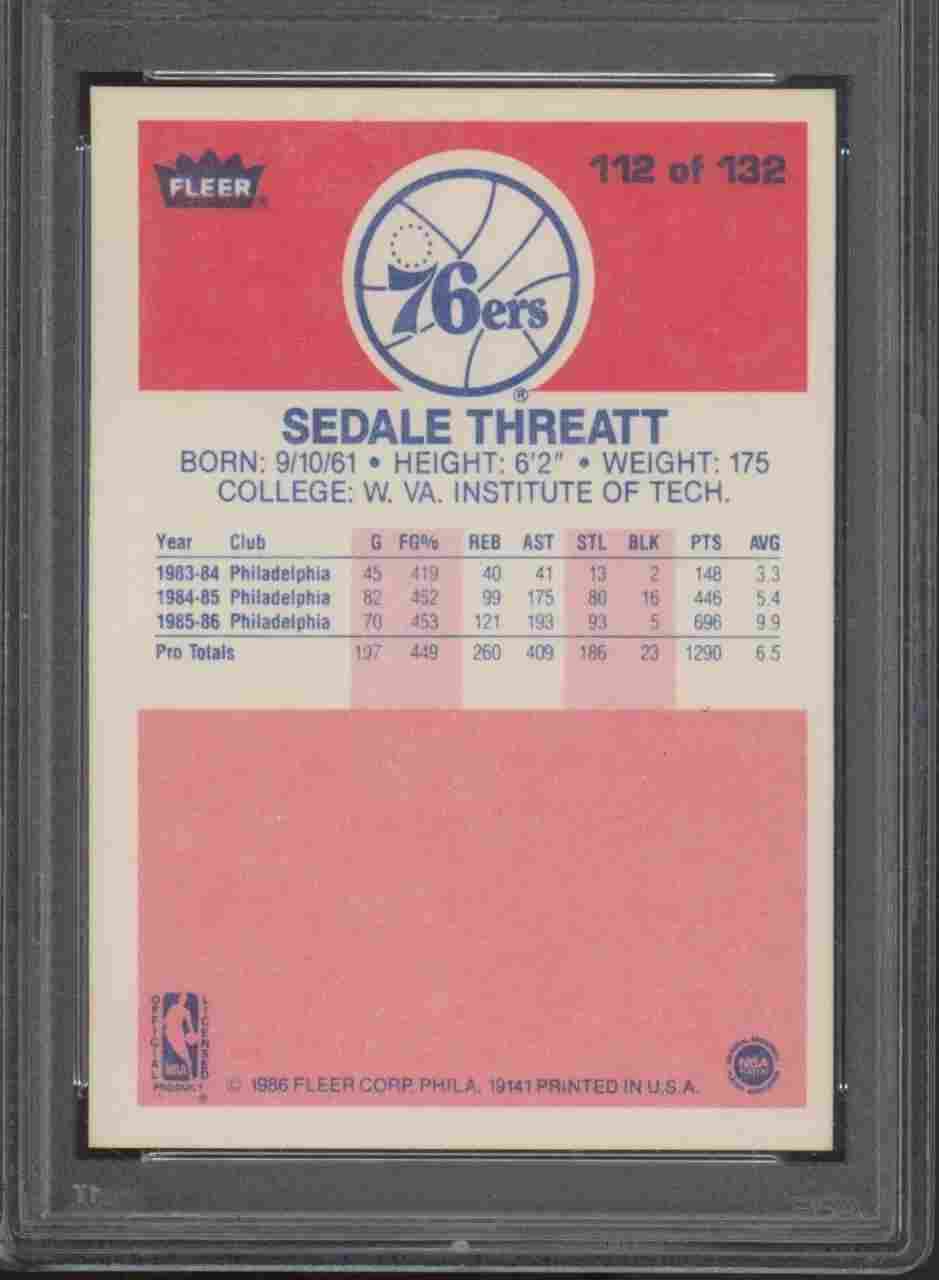 FLEER®
112 of 132
76ers
®
SEDALE THREATT
BORN: 9/10/61 • HEIGHT: 6'2" • WEIGHT: 175
COLLEGE: W. VA. INSTITUTE OF TECH.
Year Club G FG% REB AST STL BLK PTS AVG
1983-84 Philadelphia 45 419 40 41 13 2 148 3.3
1984-85 Philadelphia 82 452 99 175 80 16 446 5.4
1985-86 Philadelphia 70 453 121 193 93 5 696 9.9
Pro Totals 197 449 260 409 186 23 1290 6.5
OFFICIAL LICENSED
NBA
PRODUCT
®
© 1986 FLEER CORP. PHILA. 19141 PRINTED IN U.S.A.